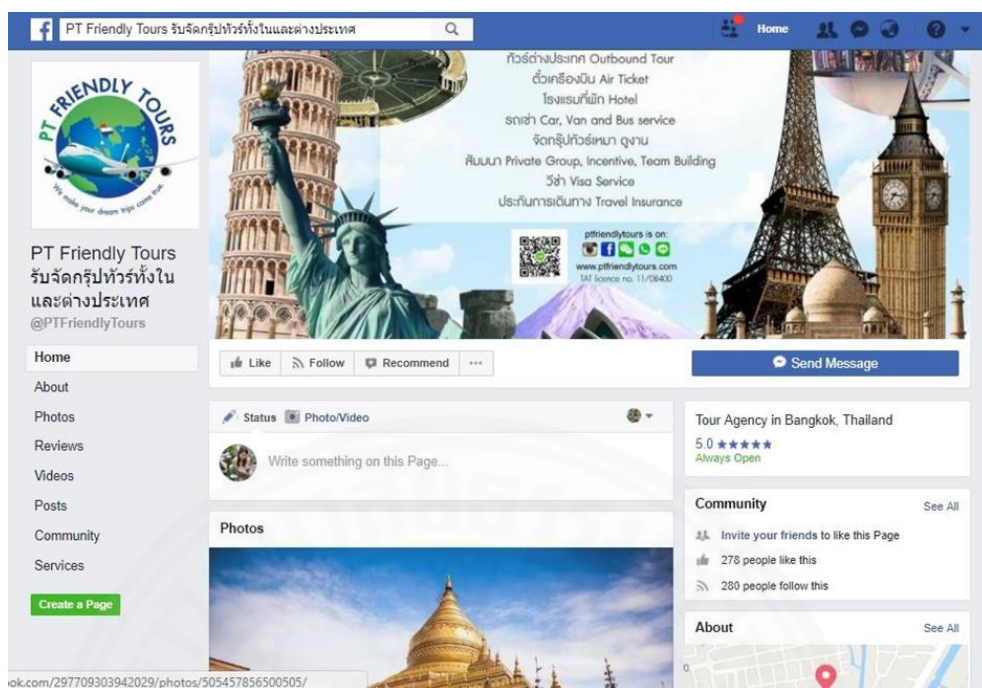 PT Friendly Tours รับจัดกรุ๊ปทัวร์ทั้งในและต่างประเทศ
Home
PT FRIENDLY TOURS
We make your dream trips come true.
PT Friendly Tours
รับจัดกรุ๊ปทัวร์ทั้งใน
และต่างประเทศ
@PTFriendlyTours
Home
About
Photos
Reviews
Videos
Posts
Community
Services
Create a Page
ทัวร์ต่างประเทศ Outbound Tour
ตั๋วเครื่องบิน Air Ticket
โรงแรมที่พัก Hotel
รถเช่า Car, Van and Bus service
จัดกรุ๊ปทัวร์เหมา ดูงาน
สัมมนา Private Group, Incentive, Team Building
วีซ่า Visa Service
ประกันการเดินทาง Travel Insurance
ptfriendlytours is on:
www.ptfriendlytours.com
TAT licence no. 11/08400
Like
Follow
Recommend
Send Message
Status
Photo/Video
Write something on this Page...
Photos
Tour Agency in Bangkok, Thailand
5.0 ★★★★★
Always Open
Community
See All
Invite your friends to like this Page
278 people like this
280 people follow this
About
See All
ok.com/297709303942029/photos/505457856500505/